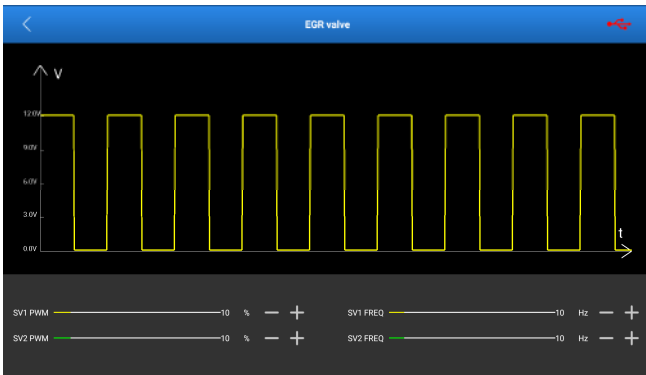 EGR valve
V
12.0V
9.0V
6.0V
3.0V
0.0V
t
SV1 PWM 10 % SV1 FREQ 10 Hz
SV2 PWM 10 % SV2 FREQ 10 Hz